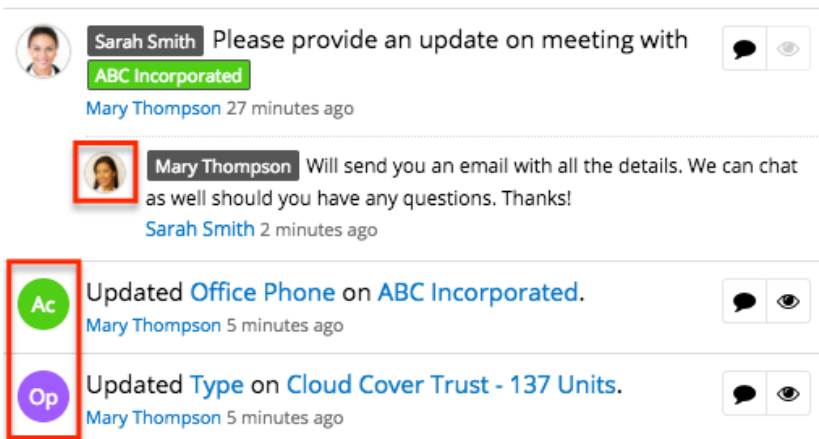 Sarah Smith Please provide an update on meeting with
ABC Incorporated
Mary Thompson 27 minutes ago
Mary Thompson Will send you an email with all the details. We can chat
as well should you have any questions. Thanks!
Sarah Smith 2 minutes ago
Ac Updated Office Phone on ABC Incorporated.
Mary Thompson 5 minutes ago
Op Updated Type on Cloud Cover Trust - 137 Units.
Mary Thompson 5 minutes ago